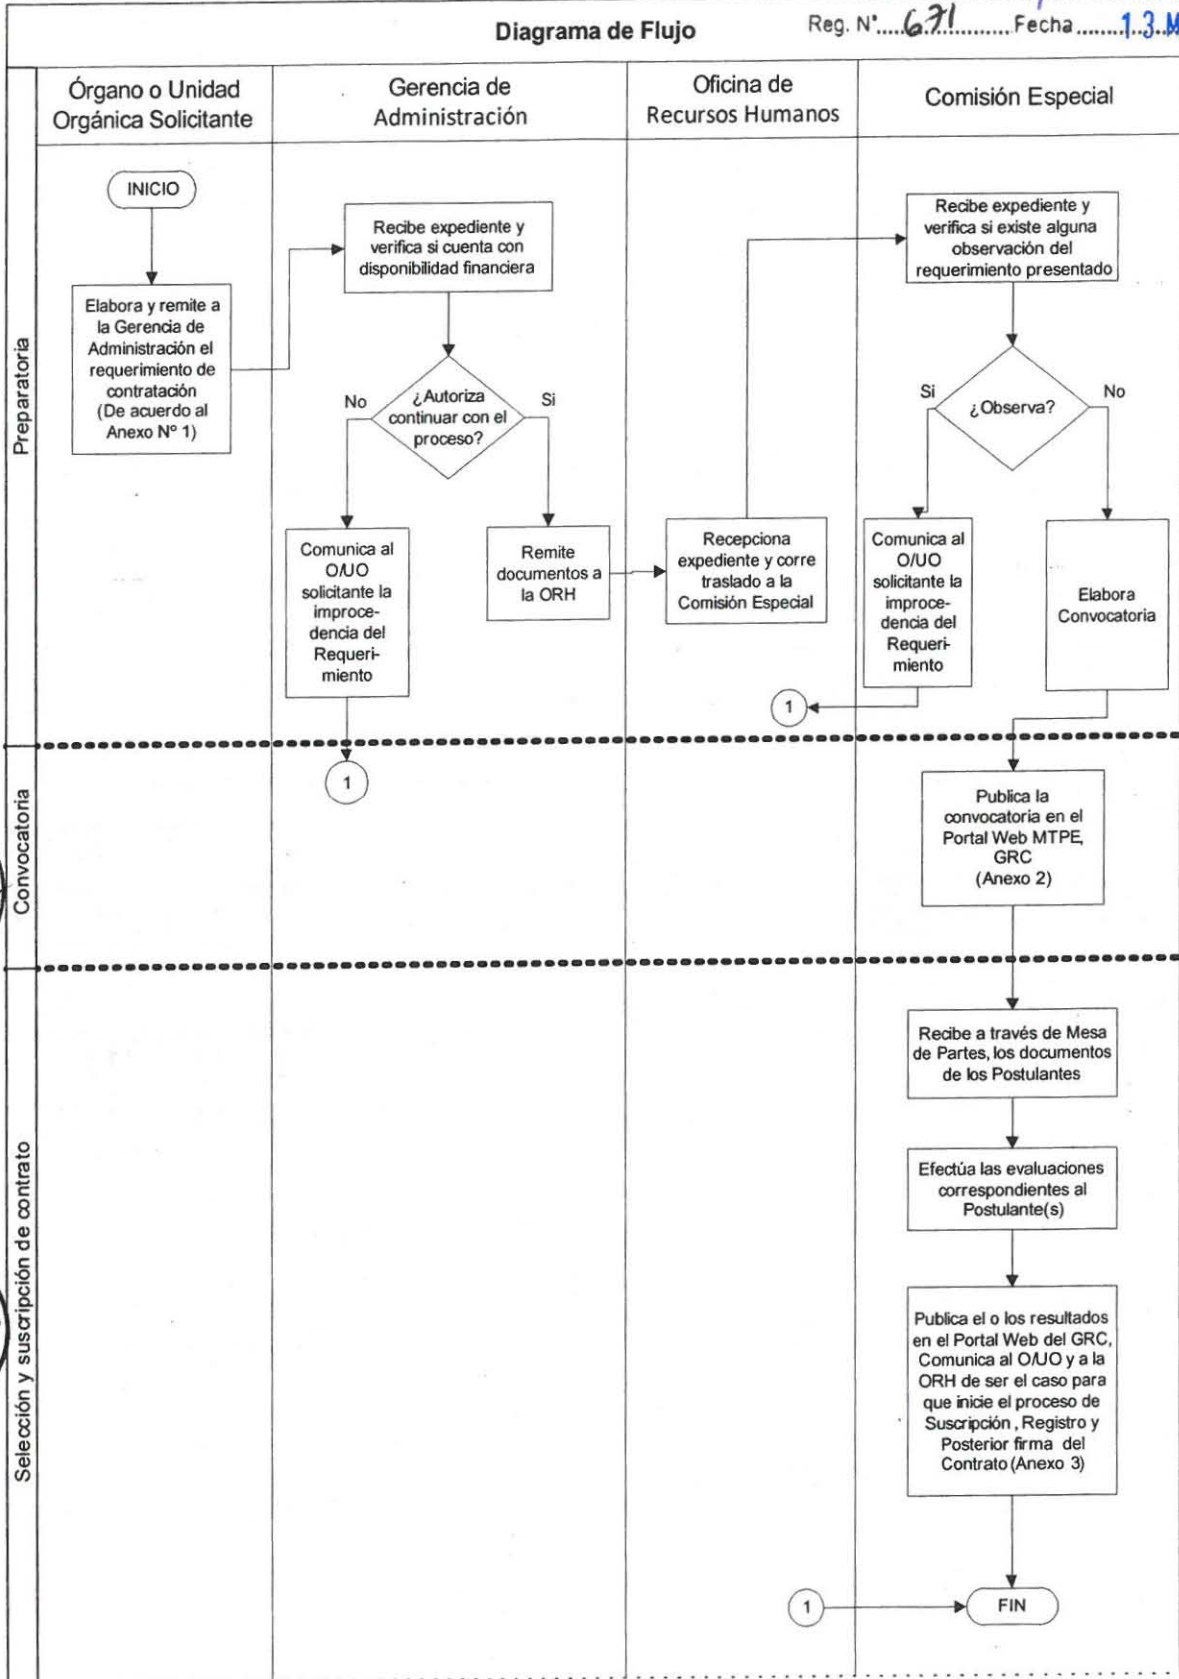 Diagrama de Flujo
Reg. N°.....671............Fecha........1.3.M
Órgano o Unidad
Orgánica Solicitante
Gerencia de
Administración
Oficina de
Recursos Humanos
Comisión Especial
Preparatoria
INICIO
Elabora y remite a
la Gerencia de
Administración el
requerimiento de
contratación
(De acuerdo al
Anexo Nº 1)
Recibe expediente y
verifica si cuenta con
disponibilidad financiera
¿Autoriza
continuar con el
proceso?
No
Si
Comunica al
O/UO
solicitante la
improce-
dencia del
Requeri-
miento
Remite
documentos a
la ORH
Recepciona
expediente y corre
traslado a la
Comisión Especial
Recibe expediente y
verifica si existe alguna
observación del
requerimiento presentado
¿Observa?
Si
No
Comunica al
O/UO
solicitante la
improce-
dencia del
Requeri-
miento
Elabora
Convocatoria
1
1
Convocatoria
Publica la
convocatoria en el
Portal Web MTPE,
GRC
(Anexo 2)
Selección y suscripción de contrato
Recibe a través de Mesa
de Partes, los documentos
de los Postulantes
Efectúa las evaluaciones
correspondientes al
Postulante(s)
Publica el o los resultados
en el Portal Web del GRC,
Comunica al O/UO y a la
ORH de ser el caso para
que inicie el proceso de
Suscripción, Registro y
Posterior firma del
Contrato (Anexo 3)
1
FIN